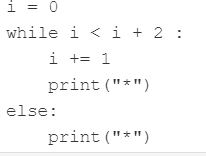 i = 0
while i < i + 2 :
    i += 1
    print("*")
else:
    print("*")